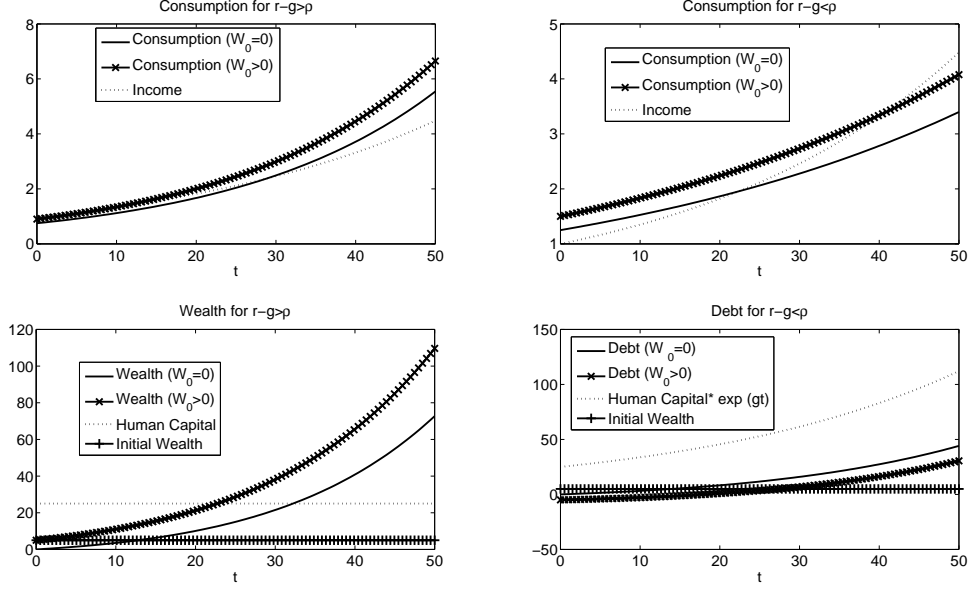 Consumption for r−g>ρ
8
6
4
2
0
Consumption (W0=0)
Consumption (W0>0)
Income
0 10 20 30 40 50
t
Consumption for r−g<ρ
5
4
3
2
1
Consumption (W0=0)
Consumption (W0>0)
Income
0 10 20 30 40 50
t
Wealth for r−g>ρ
120
100
80
60
40
20
0
Wealth (W0=0)
Wealth (W0>0)
Human Capital
Initial Wealth
0 10 20 30 40 50
t
Debt for r−g<ρ
150
100
50
0
−50
Debt (W0=0)
Debt (W0>0)
Human Capital* exp (gt)
Initial Wealth
0 10 20 30 40 50
t